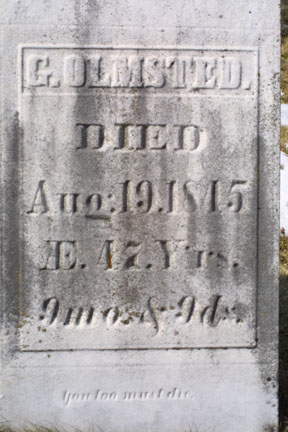 G. OLMSTED.
DIED
Aug: 19. 1845
Æ. 47. Yrs.
9 mos & 9 ds.
You too must die.